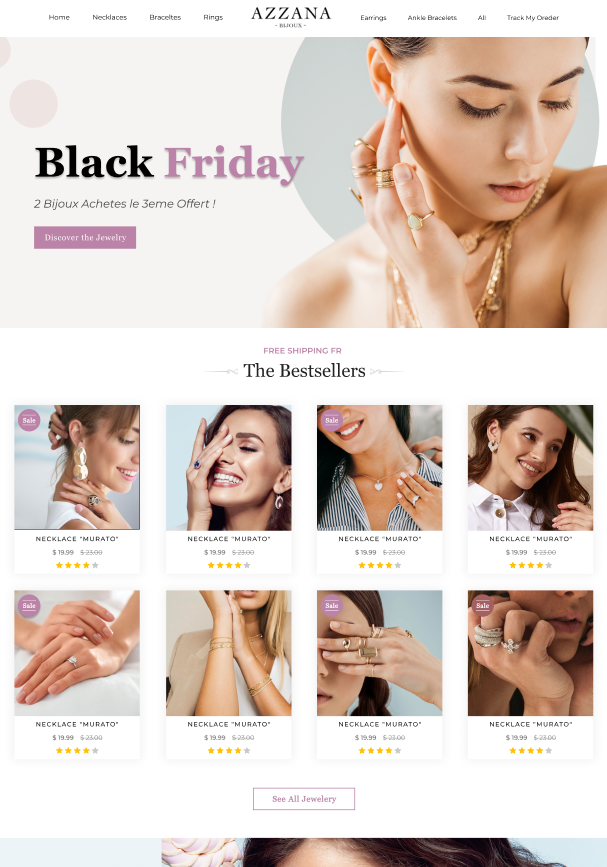 Home Necklaces Braceltes Rings AZZANA Earrings Ankle Bracelets All Track My Oreder
- BIJOUX -
Black Friday
2 Bijoux Achetes le 3eme Offert !
Discover the Jewelry
FREE SHIPPING FR
The Bestsellers
Sale Sale
NECKLACE "MURATO" NECKLACE "MURATO" NECKLACE "MURATO" NECKLACE "MURATO"
$ 19.99 $ 23.00 $ 19.99 $ 23.00 $ 19.99 $ 23.00 $ 19.99 $ 23.00
Sale Sale Sale
NECKLACE "MURATO" NECKLACE "MURATO" NECKLACE "MURATO" NECKLACE "MURATO"
$ 19.99 $ 23.00 $ 19.99 $ 23.00 $ 19.99 $ 23.00 $ 19.99 $ 23.00
See All Jewelery